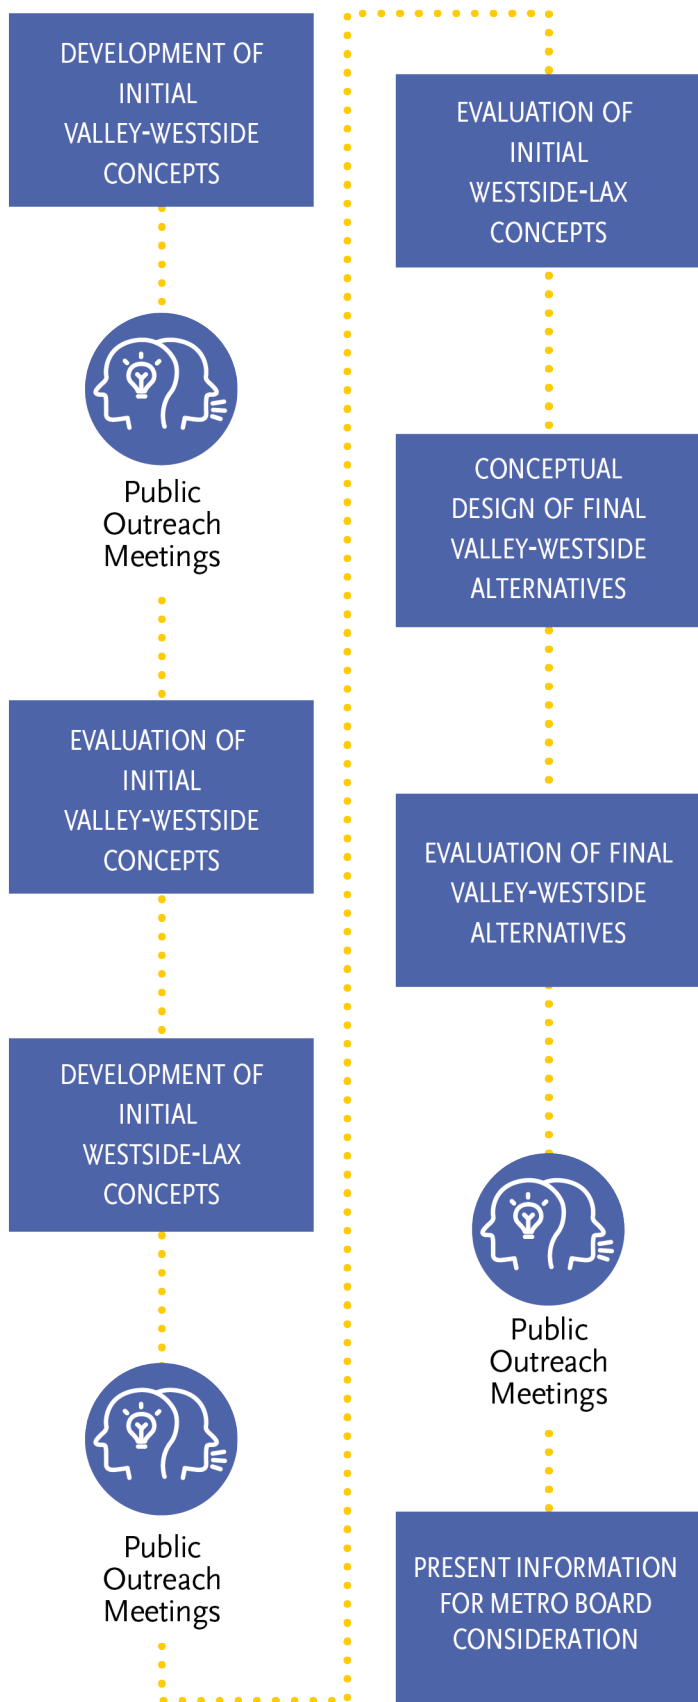 DEVELOPMENT OF
INITIAL
VALLEY-WESTSIDE
CONCEPTS
Public
Outreach
Meetings
EVALUATION OF
INITIAL
VALLEY-WESTSIDE
CONCEPTS
DEVELOPMENT OF
INITIAL
WESTSIDE-LAX
CONCEPTS
Public
Outreach
Meetings
EVALUATION OF
INITIAL
WESTSIDE-LAX
CONCEPTS
CONCEPTUAL
DESIGN OF FINAL
VALLEY-WESTSIDE
ALTERNATIVES
EVALUATION OF FINAL
VALLEY-WESTSIDE
ALTERNATIVES
Public
Outreach
Meetings
PRESENT INFORMATION
FOR METRO BOARD
CONSIDERATION